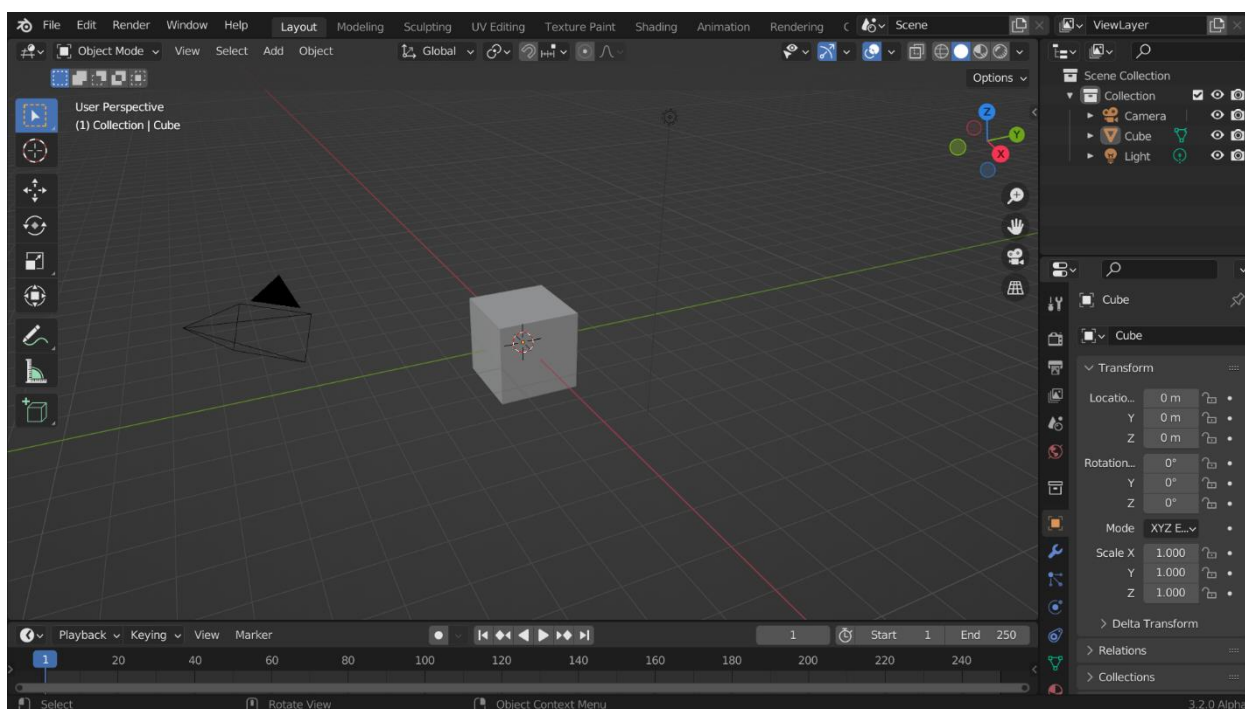 File Edit Render Window Help Layout Modeling Sculpting UV Editing Texture Paint Shading Animation Rendering C Scene ViewLayer
Object Mode View Select Add Object Global
Options
User Perspective
(1) Collection | Cube
Z
Y
X
Scene Collection
Collection
Camera
Cube
Light
Cube
Cube
Transform
Locatio... 0 m
Y 0 m
Z 0 m
Rotation... 0°
Y 0°
Z 0°
Mode XYZ E...
Scale X 1.000
Y 1.000
Z 1.000
Delta Transform
Relations
Collections
Playback Keying View Marker 1 Start 1 End 250
1 20 40 60 80 100 120 140 160 180 200 220 240
Select Rotate View Object Context Menu 3.2.0 Alpha